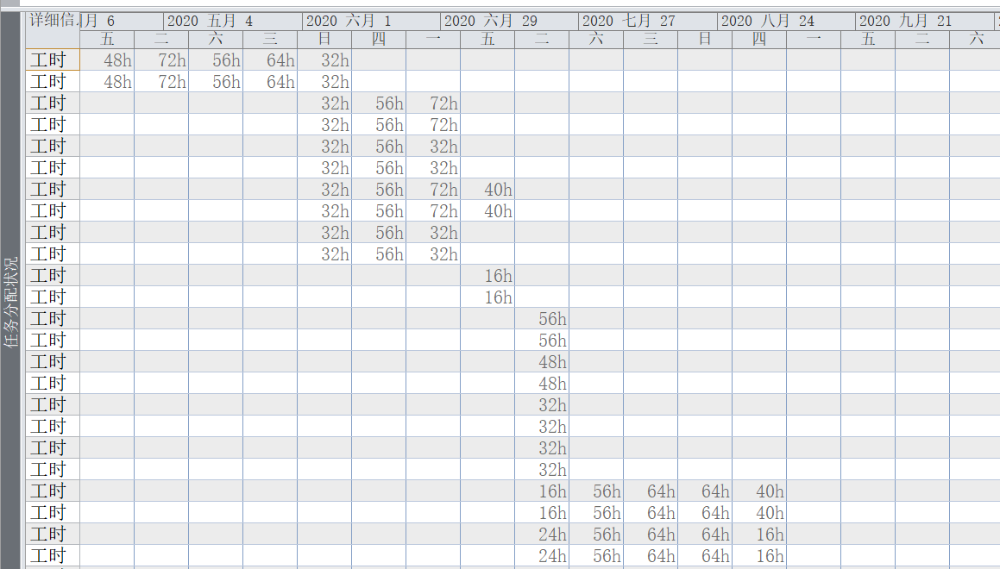 详细信 月 6 2020 五月 4 2020 六月 1 2020 六月 29 2020 七月 27 2020 八月 24 2020 九月 21
五 二 六 三 日 四 一 五 二 六 三 日 四 一 五 二 六
工时 48h 72h 56h 64h 32h
工时 48h 72h 56h 64h 32h
工时 32h 56h 72h
工时 32h 56h 72h
工时 32h 56h 32h
工时 32h 56h 32h
工时 32h 56h 72h 40h
工时 32h 56h 72h 40h
工时 32h 56h 32h
工时 32h 56h 32h
工时 16h
工时 16h
工时 56h
工时 56h
工时 48h
工时 48h
工时 32h
工时 32h
工时 32h
工时 32h
工时 16h 56h 64h 64h 40h
工时 16h 56h 64h 64h 40h
工时 24h 56h 64h 64h 16h
工时 24h 56h 64h 64h 16h
任务分配状况